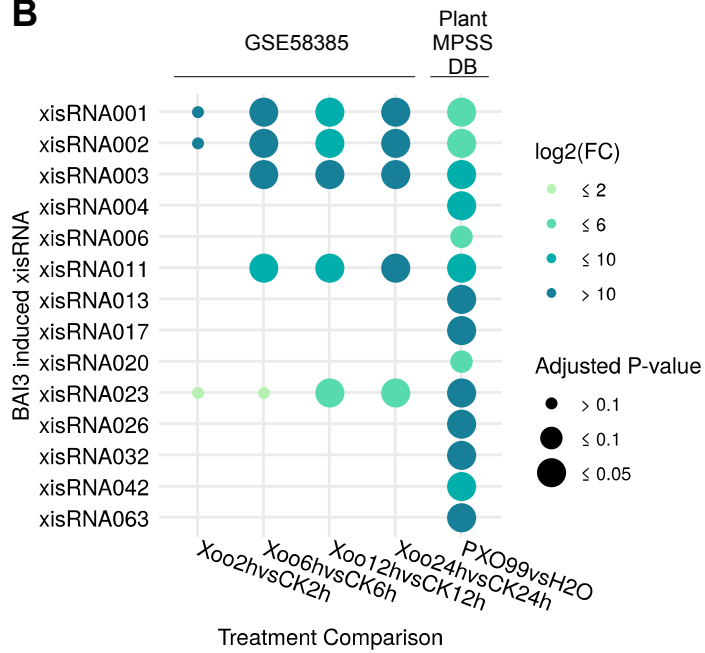 B
GSE58385
Plant
MPSS
DB
BAI3 induced xisRNA
xisRNA001
xisRNA002
xisRNA003
xisRNA004
xisRNA006
xisRNA011
xisRNA013
xisRNA017
xisRNA020
xisRNA023
xisRNA026
xisRNA032
xisRNA042
xisRNA063
Xoo2hvsCK2h
Xoo6hvsCK6h
Xoo12hvsCK12h
Xoo24hvsCK24h
PXO99vsH2O
Treatment Comparison
log2(FC)
≤ 2
≤ 6
≤ 10
> 10
Adjusted P-value
> 0.1
≤ 0.1
≤ 0.05